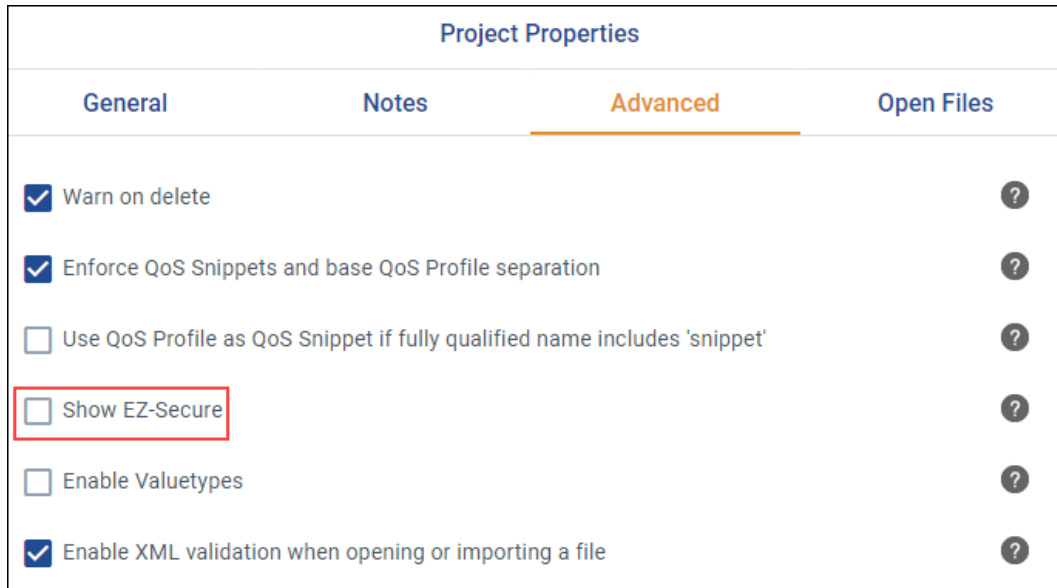 Project Properties
General Notes Advanced Open Files
Warn on delete ?
Enforce QoS Snippets and base QoS Profile separation ?
Use QoS Profile as QoS Snippet if fully qualified name includes 'snippet' ?
Show EZ-Secure ?
Enable Valuetypes ?
Enable XML validation when opening or importing a file ?